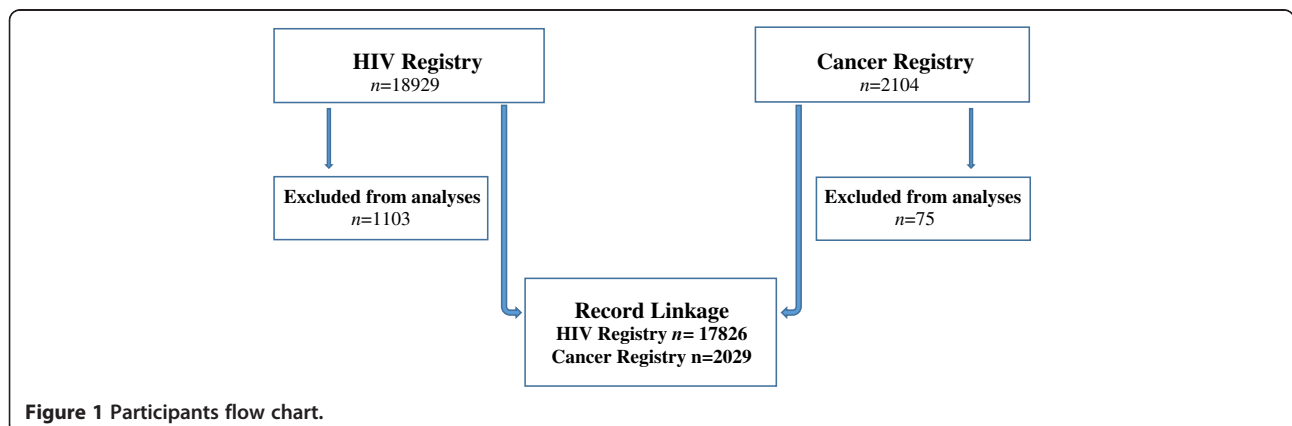 HIV Registry
n=18929
Cancer Registry
n=2104
Excluded from analyses
n=1103
Excluded from analyses
n=75
Record Linkage
HIV Registry n= 17826
Cancer Registry n=2029
Figure 1 Participants flow chart.